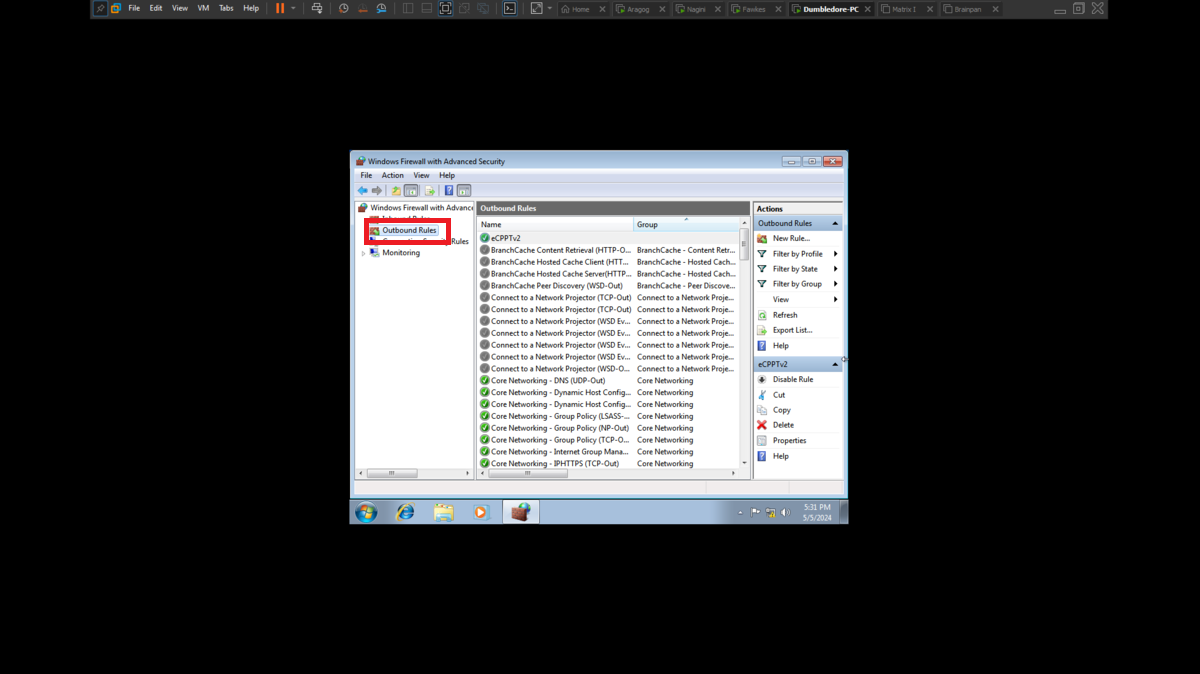 File Edit View VM Tabs Help Home Aragog Nagini Fawkes Dumbledore-PC Matrix I Brainpan
Windows Firewall with Advanced Security
File Action View Help
Windows Firewall with Advance
Outbound Rules
Rules
Monitoring
Outbound Rules
Name Group
eCPPTv2
BranchCache Content Retrieval (HTTP-O... BranchCache - Content Retr...
BranchCache Hosted Cache Client (HTT... BranchCache - Hosted Cach...
BranchCache Hosted Cache Server(HTTP... BranchCache - Hosted Cach...
BranchCache Peer Discovery (WSD-Out) BranchCache - Peer Discove...
Connect to a Network Projector (TCP-Out) Connect to a Network Proje...
Connect to a Network Projector (TCP-Out) Connect to a Network Proje...
Connect to a Network Projector (WSD Ev... Connect to a Network Proje...
Connect to a Network Projector (WSD Ev... Connect to a Network Proje...
Connect to a Network Projector (WSD Ev... Connect to a Network Proje...
Connect to a Network Projector (WSD Ev... Connect to a Network Proje...
Connect to a Network Projector (WSD-O... Connect to a Network Proje...
Core Networking - DNS (UDP-Out) Core Networking
Core Networking - Dynamic Host Config... Core Networking
Core Networking - Dynamic Host Config... Core Networking
Core Networking - Group Policy (LSASS-... Core Networking
Core Networking - Group Policy (NP-Out) Core Networking
Core Networking - Group Policy (TCP-O... Core Networking
Core Networking - Internet Group Mana... Core Networking
Core Networking - IPHTTPS (TCP-Out) Core Networking
Actions
Outbound Rules
New Rule...
Filter by Profile
Filter by State
Filter by Group
View
Refresh
Export List...
Help
eCPPTv2
Disable Rule
Cut
Copy
Delete
Properties
Help
5:31 PM
5/5/2024